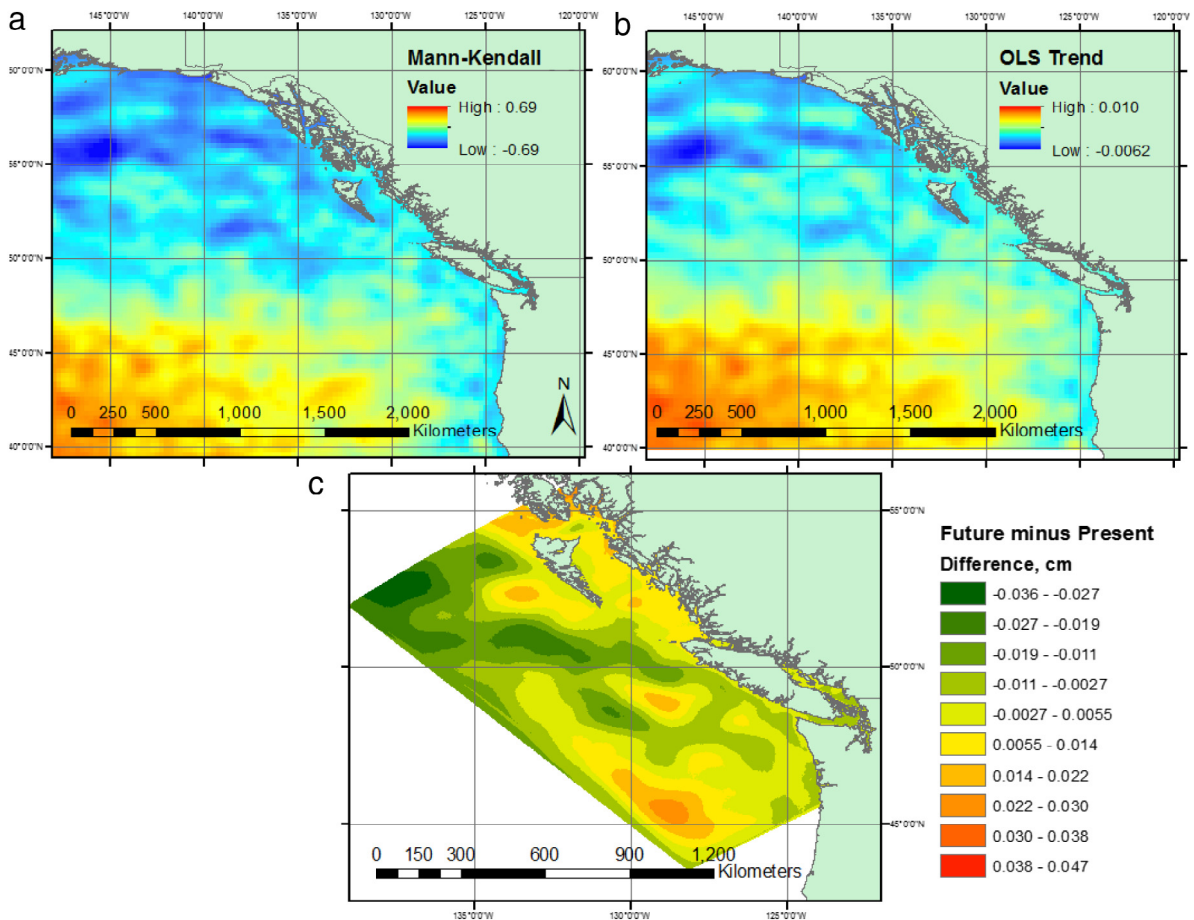 a
145°0'0"W 140°0'0"W 135°0'0"W 130°0'0"W 125°0'0"W 120°0'0"W
Mann-Kendall
Value
High : 0.69
Low : -0.69
60°0'0"N
55°0'0"N
50°0'0"N
45°0'0"N
40°0'0"N
N
0 250 500 1,000 1,500 2,000
Kilometers
b
145°0'0"W 140°0'0"W 135°0'0"W 130°0'0"W 125°0'0"W 120°0'0"W
OLS Trend
Value
High : 0.010
Low : -0.0062
60°0'0"N
55°0'0"N
50°0'0"N
45°0'0"N
40°0'0"N
0 250 500 1,000 1,500 2,000
Kilometers
c
55°0'0"N
50°0'0"N
45°0'0"N
0 150 300 600 900 1,200
Kilometers
135°0'0"W 130°0'0"W 125°0'0"W
Future minus Present
Difference, cm
-0.036 - -0.027
-0.027 - -0.019
-0.019 - -0.011
-0.011 - -0.0027
-0.0027 - 0.0055
0.0055 - 0.014
0.014 - 0.022
0.022 - 0.030
0.030 - 0.038
0.038 - 0.047